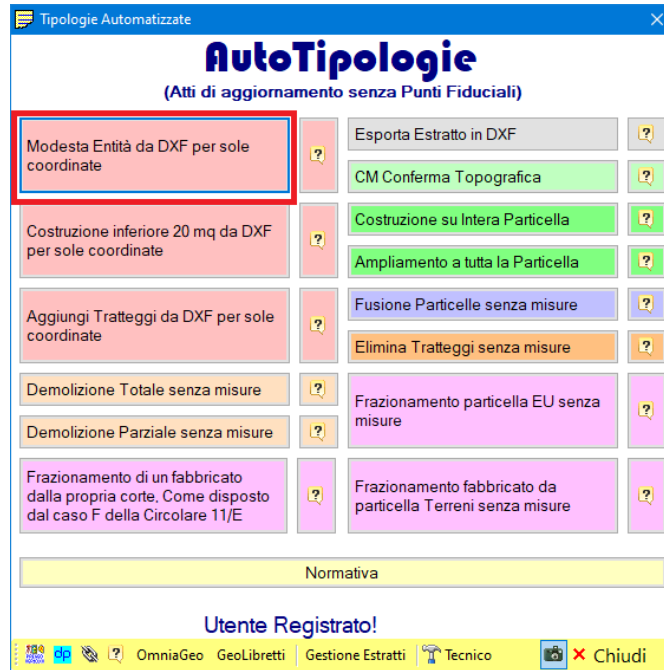 Tipologie Automatizzate
AutoTipologie
(Atti di aggiornamento senza Punti Fiduciali)
Modesta Entità da DXF per sole
coordinate
Costruzione inferiore 20 mq da DXF
per sole coordinate
Aggiungi Tratteggi da DXF per sole
coordinate
Demolizione Totale senza misure
Demolizione Parziale senza misure
Frazionamento di un fabbricato
dalla propria corte, Come disposto
dal caso F della Circolare 11/E
Esporta Estratto in DXF
CM Conferma Topografica
Costruzione su Intera Particella
Ampliamento a tutta la Particella
Fusione Particelle senza misure
Elimina Tratteggi senza misure
Frazionamento particella EU senza
misure
Frazionamento fabbricato da
particella Terreni senza misure
Normativa
Utente Registrato!
dp OmniaGeo GeoLibretti Gestione Estratti Tecnico Chiudi